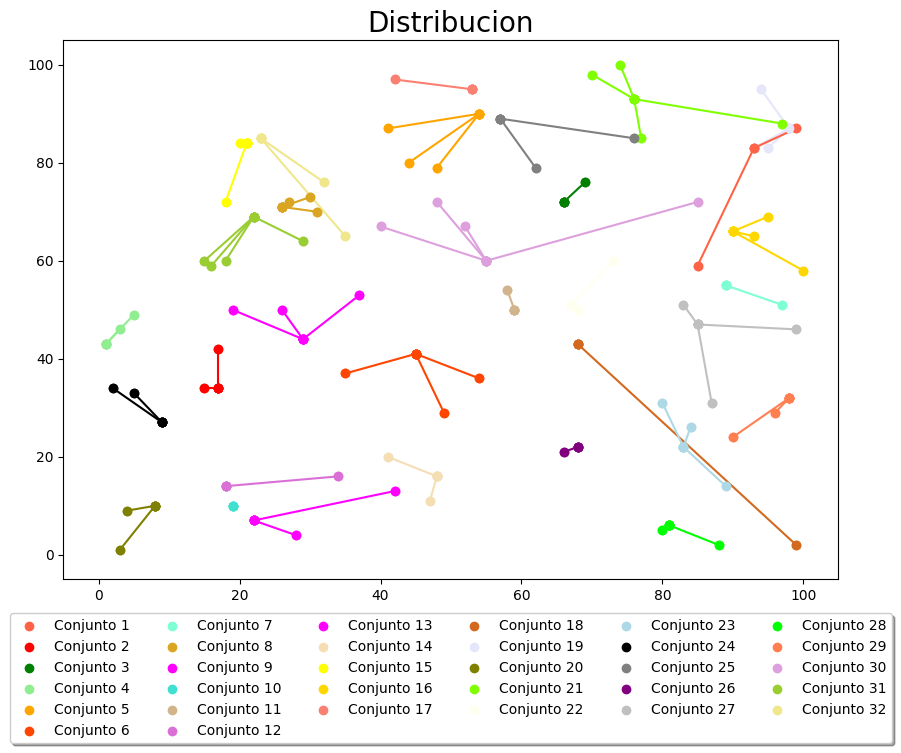 Distribucion
100
80
60
40
20
0
0 20 40 60 80 100
Conjunto 1 Conjunto 7 Conjunto 13 Conjunto 18 Conjunto 23 Conjunto 28
Conjunto 2 Conjunto 8 Conjunto 14 Conjunto 19 Conjunto 24 Conjunto 29
Conjunto 3 Conjunto 9 Conjunto 15 Conjunto 20 Conjunto 25 Conjunto 30
Conjunto 4 Conjunto 10 Conjunto 16 Conjunto 21 Conjunto 26 Conjunto 31
Conjunto 5 Conjunto 11 Conjunto 17 Conjunto 22 Conjunto 27 Conjunto 32
Conjunto 6 Conjunto 12